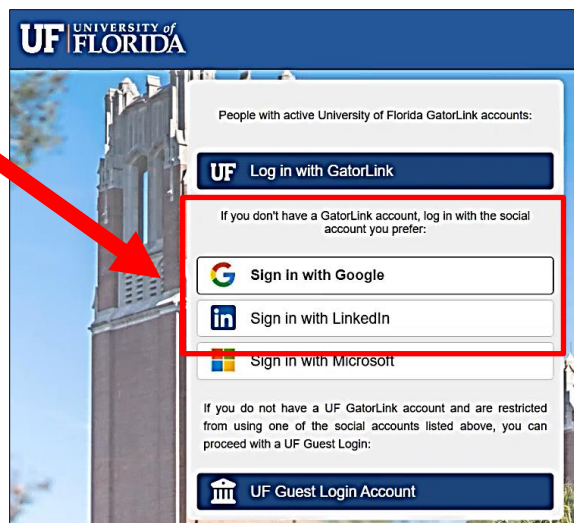 UF UNIVERSITY of
FLORIDA
People with active University of Florida GatorLink accounts:
UF Log in with GatorLink
If you don't have a GatorLink account, log in with the social
account you prefer:
G Sign in with Google
in Sign in with LinkedIn
Sign in with Microsoft
If you do not have a UF GatorLink account and are restricted
from using one of the social accounts listed above, you can
proceed with a UF Guest Login:
UF Guest Login Account